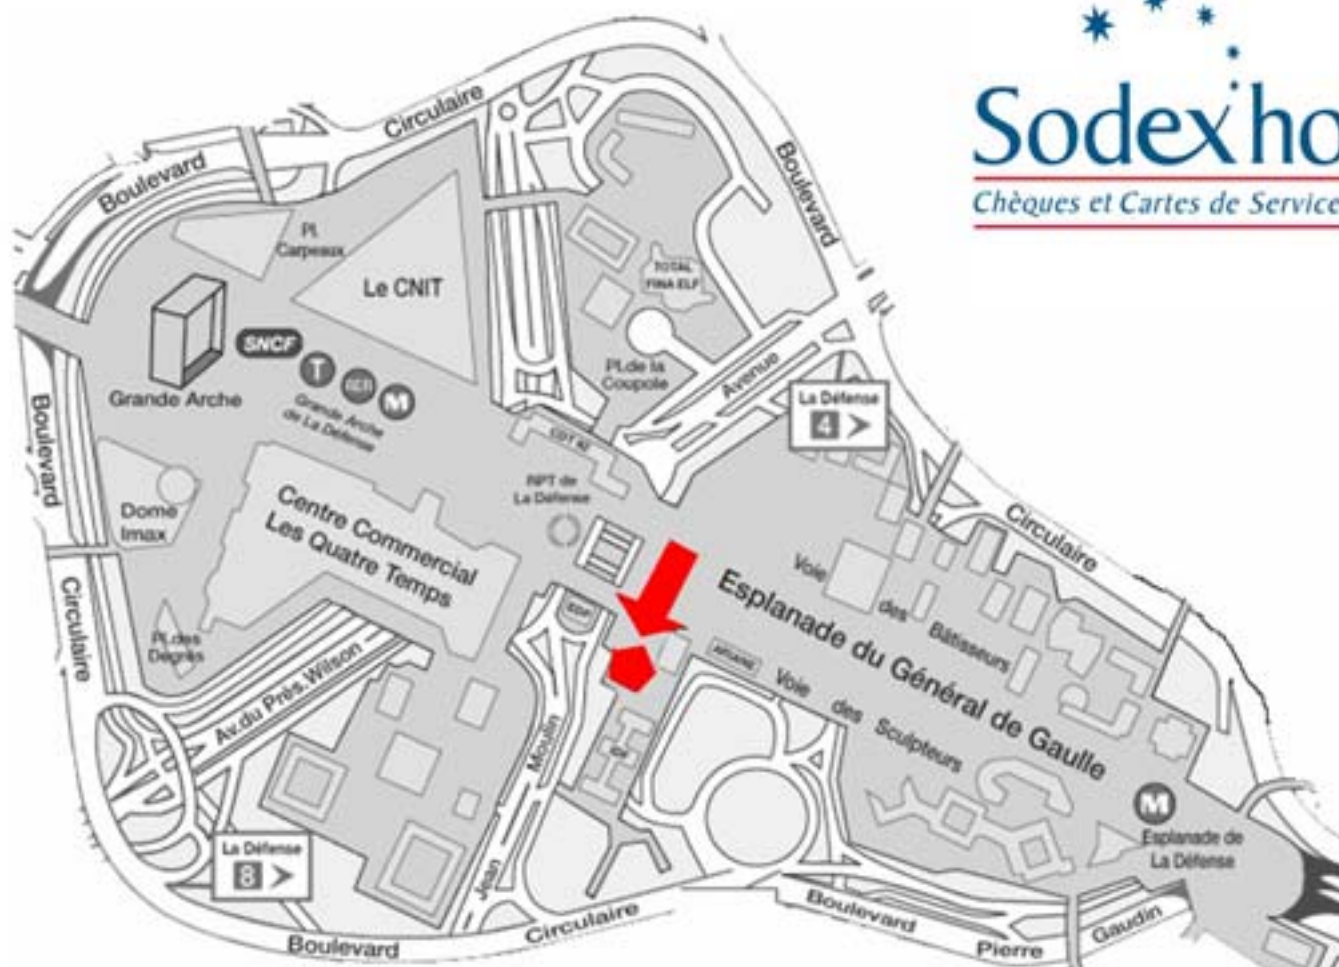 Sodexho
Chèques et Cartes de Service
Circulaire
Boulevard
Boulevard
Pl.
Carpeaux
Le CNIT
TOTAL
FINA ELF
SNCF
T
RER
M
Grande Arche
Grande Arche
de La Défense
Pl.de la
Coupole
Avenue
La Défense
4 >
Boulevard
Dome
Imax
Centre Commercial
Les Quatre Temps
RPT de
La Défense
Circulaire
Voie
des
Bâtisseurs
Esplanade du Général de Gaulle
EDF
Voie
des
Sculpteurs
Circulaire
Pl.des
Degrés
Av.du Près.Wilson
Moulin
Jean
M
Esplanade de
La Défense
La Défense
8 >
Boulevard
Circulaire
Boulevard
Pierre
Gaudin